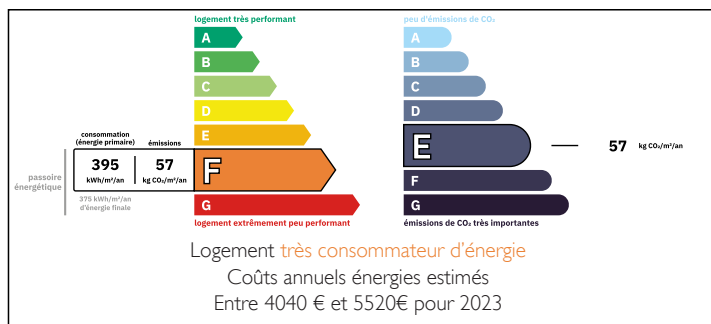 logement très performant
A
B
C
D
E
consommation
(énergie primaire)
émissions
395
kWh/m²/an
57
kg CO₂/m²/an
F
passoire
énergétique
375 kWh/m²/an
d'énergie finale
G
logement extrêmement peu performant
peu d'émissions de CO₂
A
B
C
D
E
57 kg CO₂/m²/an
F
G
émissions de CO₂ très importantes
Logement très consommateur d'énergie
Coûts annuels énergies estimés
Entre 4040 € et 5520€ pour 2023